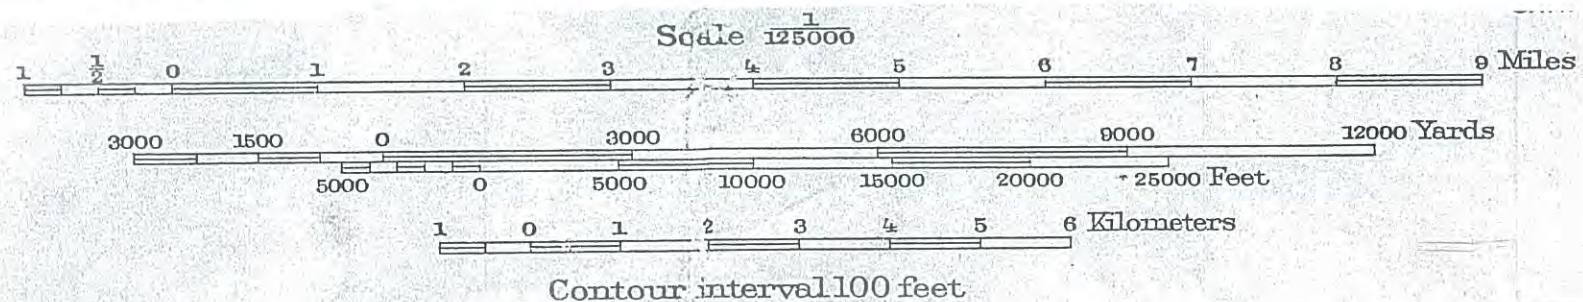 Scale 1/125000
1 1/2 0 1 2 3 4 5 6 7 8 9 Miles
3000 1500 0 3000 6000 9000 12000 Yards
5000 0 5000 10000 15000 20000 25000 Feet
1 0 1 2 3 4 5 6 Kilometers
Contour interval 100 feet